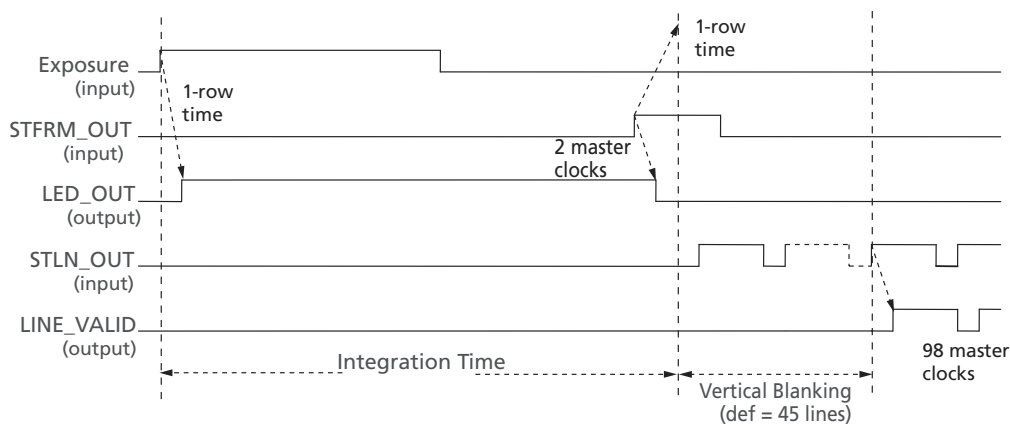 1-row
time
Exposure
(input)
1-row
time
STFRM_OUT
(input)
2 master
clocks
LED_OUT
(output)
STLN_OUT
(input)
LINE_VALID
(output)
98 master
clocks
Integration Time
Vertical Blanking
(def = 45 lines)